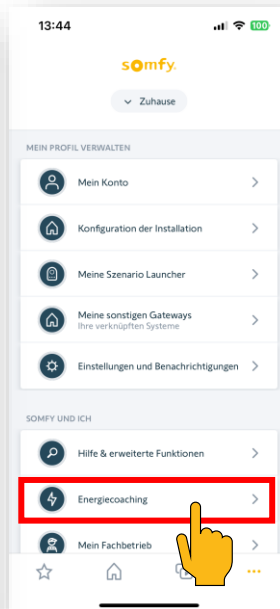 13:44
100
somfy.
Zuhause
MEIN PROFIL VERWALTEN
Mein Konto
Konfiguration der Installation
Meine Szenario Launcher
Meine sonstigen Gateways
Ihre verknüpften Systeme
Einstellungen und Benachrichtigungen
SOMFY UND ICH
Hilfe & erweiterte Funktionen
Energiecoaching
Mein Fachbetrieb